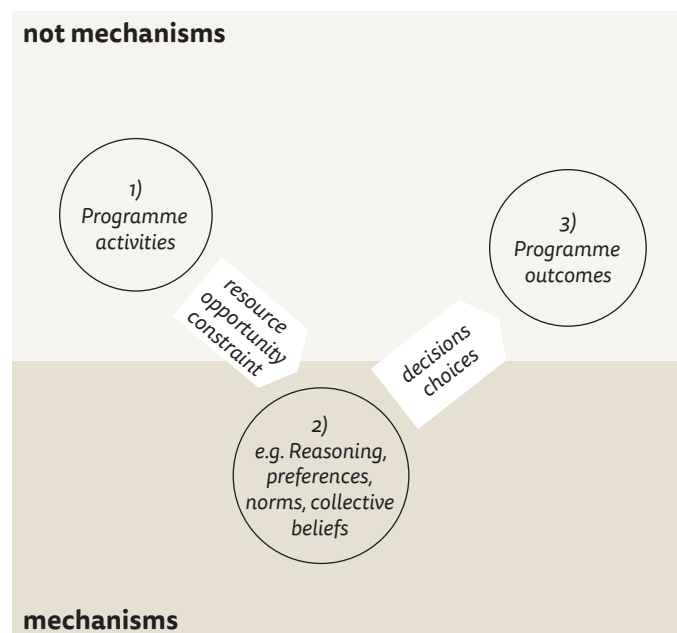 not mechanisms
1)
Programme
activities
resource
opportunity
constraint
2)
e.g. Reasoning,
preferences,
norms, collective
beliefs
decisions
choices
3)
Programme
outcomes
mechanisms